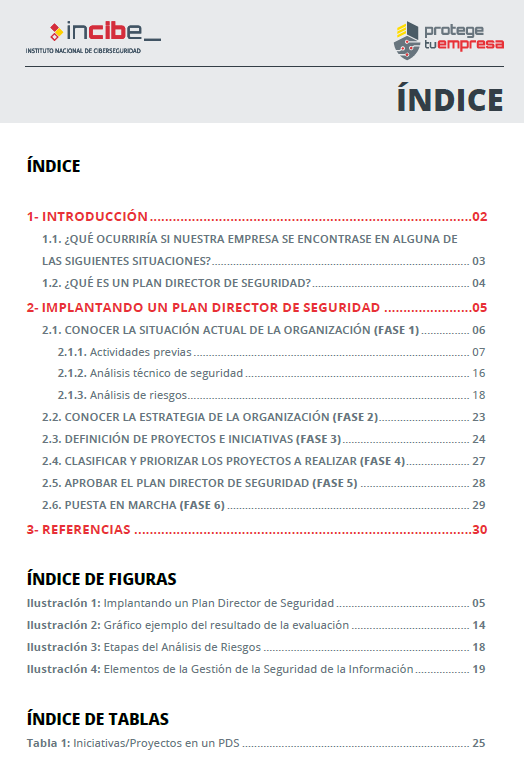 incibe_
INSTITUTO NACIONAL DE CIBERSEGURIDAD
protege
tuempresa
ÍNDICE
ÍNDICE
1- INTRODUCCIÓN 02
1.1. ¿QUÉ OCURRIRÍA SI NUESTRA EMPRESA SE ENCONTRASE EN ALGUNA DE
LAS SIGUIENTES SITUACIONES? 03
1.2. ¿QUÉ ES UN PLAN DIRECTOR DE SEGURIDAD? 04
2- IMPLANTANDO UN PLAN DIRECTOR DE SEGURIDAD 05
2.1. CONOCER LA SITUACIÓN ACTUAL DE LA ORGANIZACIÓN (FASE 1) 06
2.1.1. Actividades previas 07
2.1.2. Análisis técnico de seguridad 16
2.1.3. Análisis de riesgos 18
2.2. CONOCER LA ESTRATEGIA DE LA ORGANIZACIÓN (FASE 2) 23
2.3. DEFINICIÓN DE PROYECTOS E INICIATIVAS (FASE 3) 24
2.4. CLASIFICAR Y PRIORIZAR LOS PROYECTOS A REALIZAR (FASE 4) 27
2.5. APROBAR EL PLAN DIRECTOR DE SEGURIDAD (FASE 5) 28
2.6. PUESTA EN MARCHA (FASE 6) 29
3- REFERENCIAS 30
ÍNDICE DE FIGURAS
Ilustración 1: Implantando un Plan Director de Seguridad 05
Ilustración 2: Gráfico ejemplo del resultado de la evaluación 14
Ilustración 3: Etapas del Análisis de Riesgos 18
Ilustración 4: Elementos de la Gestión de la Seguridad de la Información 19
ÍNDICE DE TABLAS
Tabla 1: Iniciativas/Proyectos en un PDS 25